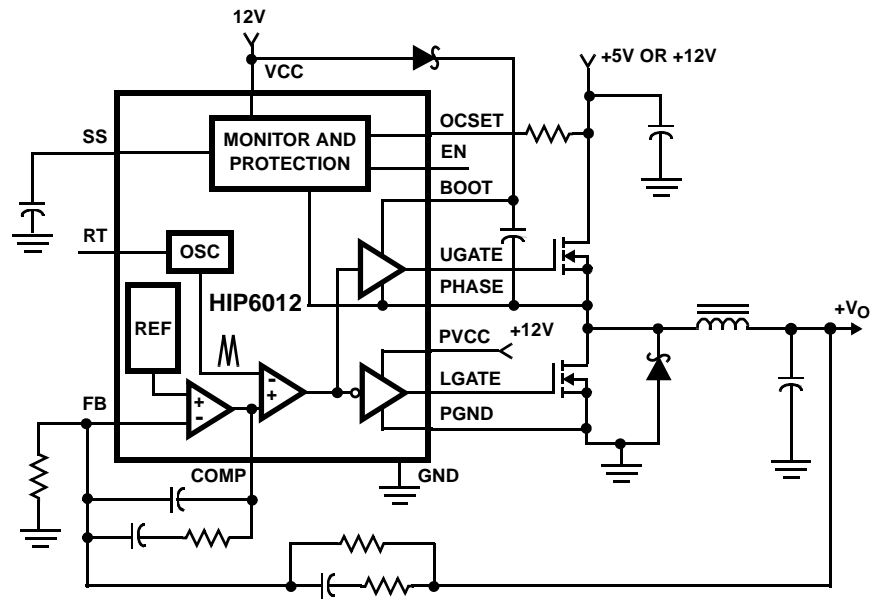 12V
VCC
+5V OR +12V
SS
MONITOR AND
PROTECTION
OCSET
EN
BOOT
RT
OSC
UGATE
HIP6012
PHASE
REF
+VO
PVCC
+12V
LGATE
FB
PGND
COMP
GND